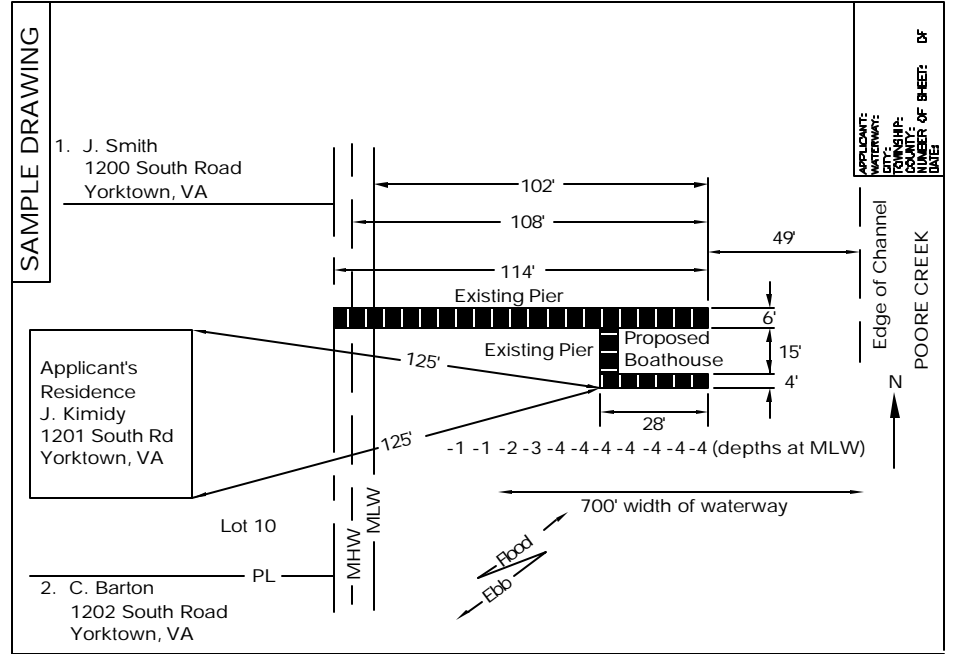 SAMPLE DRAWING
1. J. Smith
1200 South Road
Yorktown, VA
APPLICANT:
WATERWAY:
CITY:
TOWNSHIP:
COUNTY:
NUMBER OF SHEET: OF
DATE:
102'
108'
114'
49'
Existing Pier
6'
Existing Pier
Proposed
Boathouse
15'
4'
28'
Edge of Channel
POORE CREEK
N
125'
125'
Applicant's
Residence
J. Kimidy
1201 South Rd
Yorktown, VA
-1 -1 -2 -3 -4 -4 -4 -4 -4 -4 -4 (depths at MLW)
700' width of waterway
Lot 10
MHW
MLW
Flood
Ebb
PL
2. C. Barton
1202 South Road
Yorktown, VA